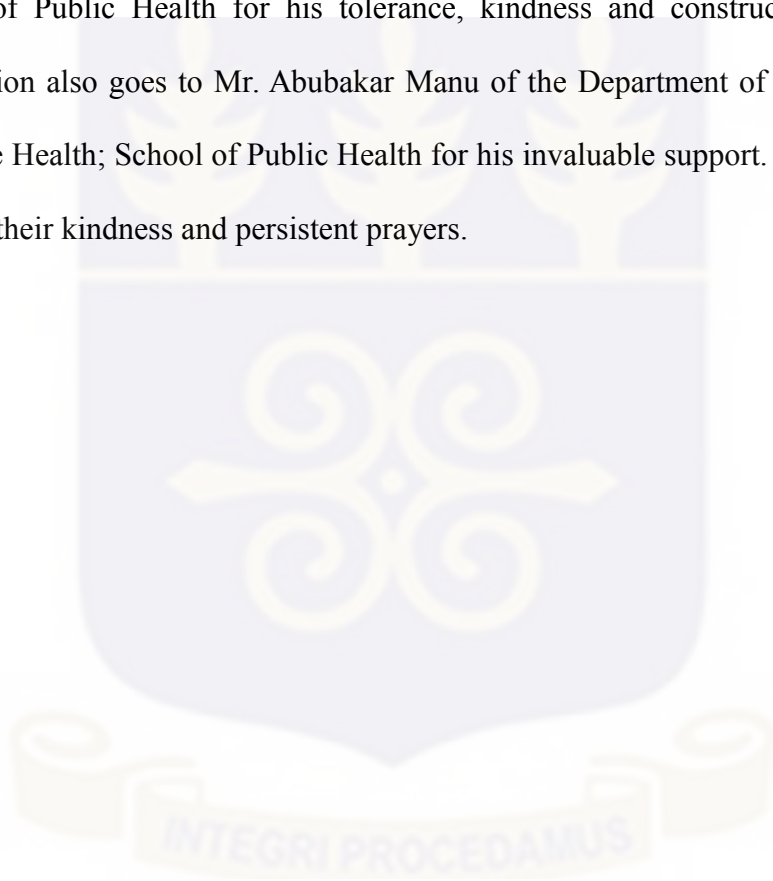 of Public Health for his tolerance, kindness and construc
ion also goes to Mr. Abubakar Manu of the Department of
e Health; School of Public Health for his invaluable support.
their kindness and persistent prayers.
INTEGRI PROCEDAMUS